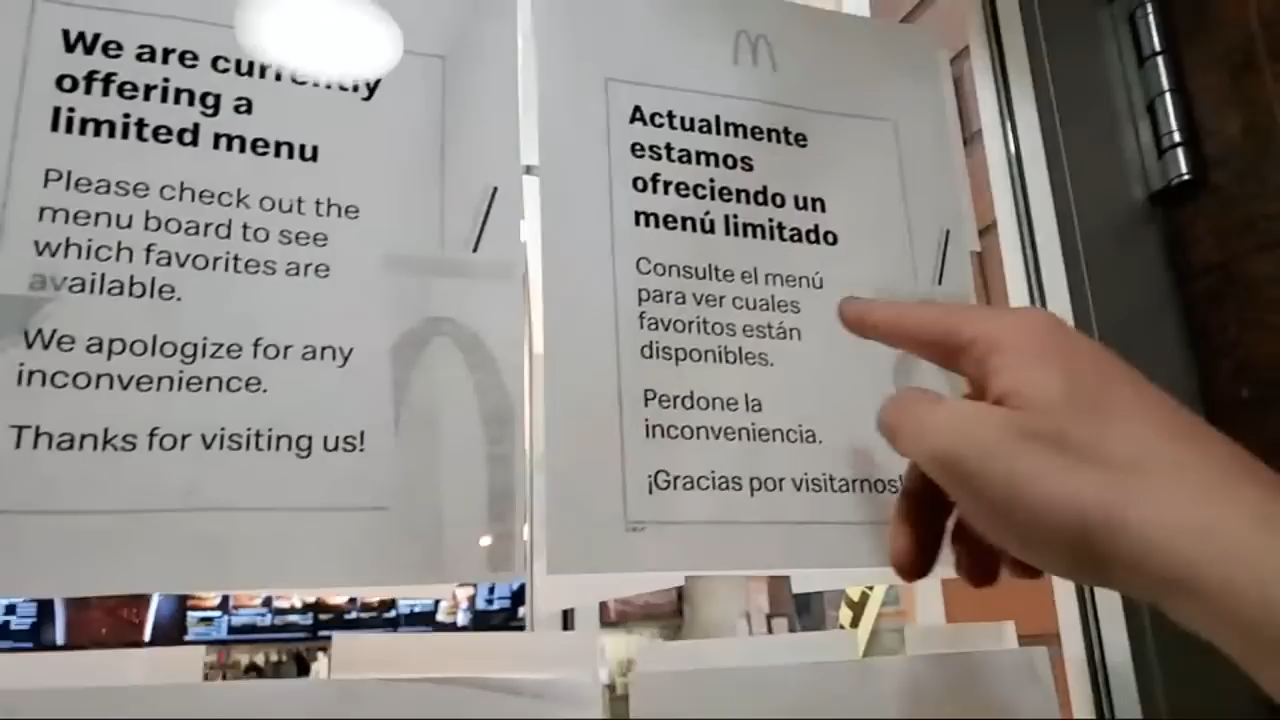 We are currently
offering a
limited menu
Please check out the
menu board to see
which favorites are
available.
We apologize for any
inconvenience.
Thanks for visiting us!
Actualmente
estamos
ofreciendo un
menú limitado
Consulte el menú
para ver cuales
favoritos están
disponibles.
Perdone la
inconveniencia.
¡Gracias por visitarnos!